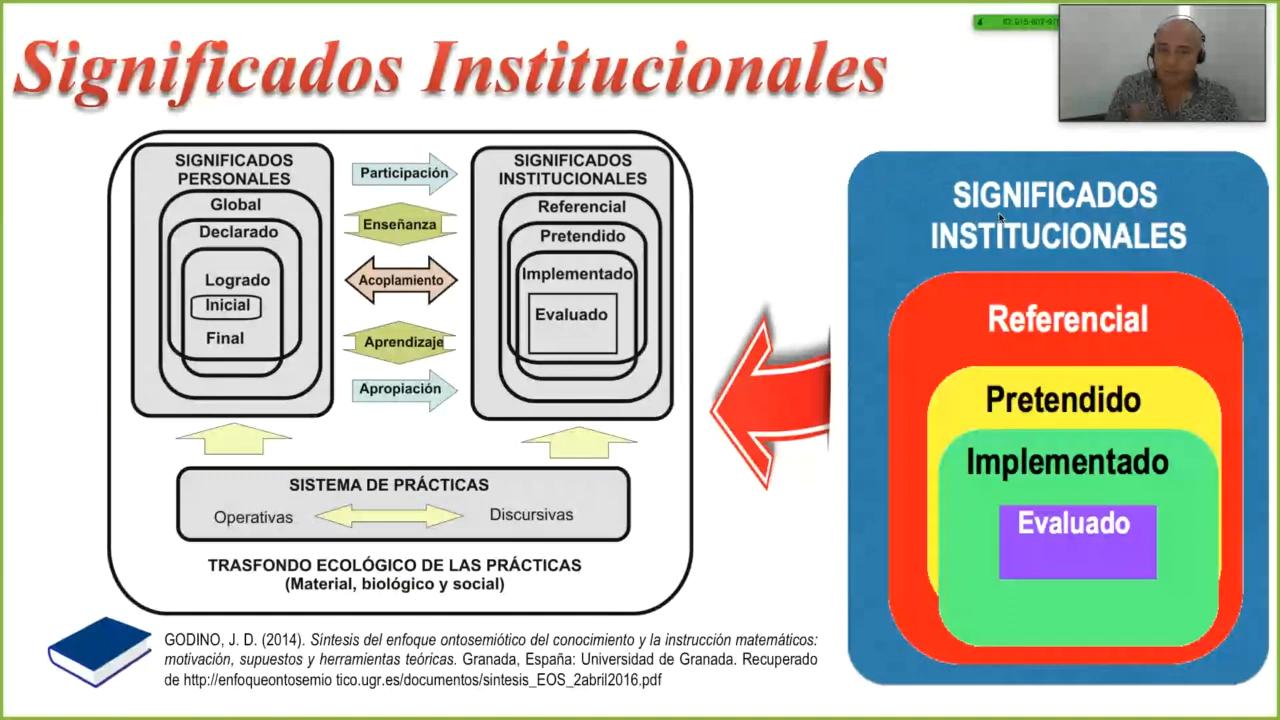 Significados Institucionales
SIGNIFICADOS
PERSONALES
Global
Declarado
Logrado
Inicial
Final
Participación
Enseñanza
Acoplamiento
Aprendizaje
Apropiación
SIGNIFICADOS
INSTITUCIONALES
Referencial
Pretendido
Implementado
Evaluado
SISTEMA DE PRÁCTICAS
Operativas
Discursivas
TRASFONDO ECOLÓGICO DE LAS PRÁCTICAS
(Material, biológico y social)
SIGNIFICADOS
INSTITUCIONALES
Referencial
Pretendido
Implementado
Evaluado
GODINO, J. D. (2014). Síntesis del enfoque ontosemiótico del conocimiento y la instrucción matemáticos:
motivación, supuestos y herramientas teóricas. Granada, España: Universidad de Granada. Recuperado
de http://enfoqueontosemio tico.ugr.es/documentos/sintesis_EOS_2abril2016.pdf